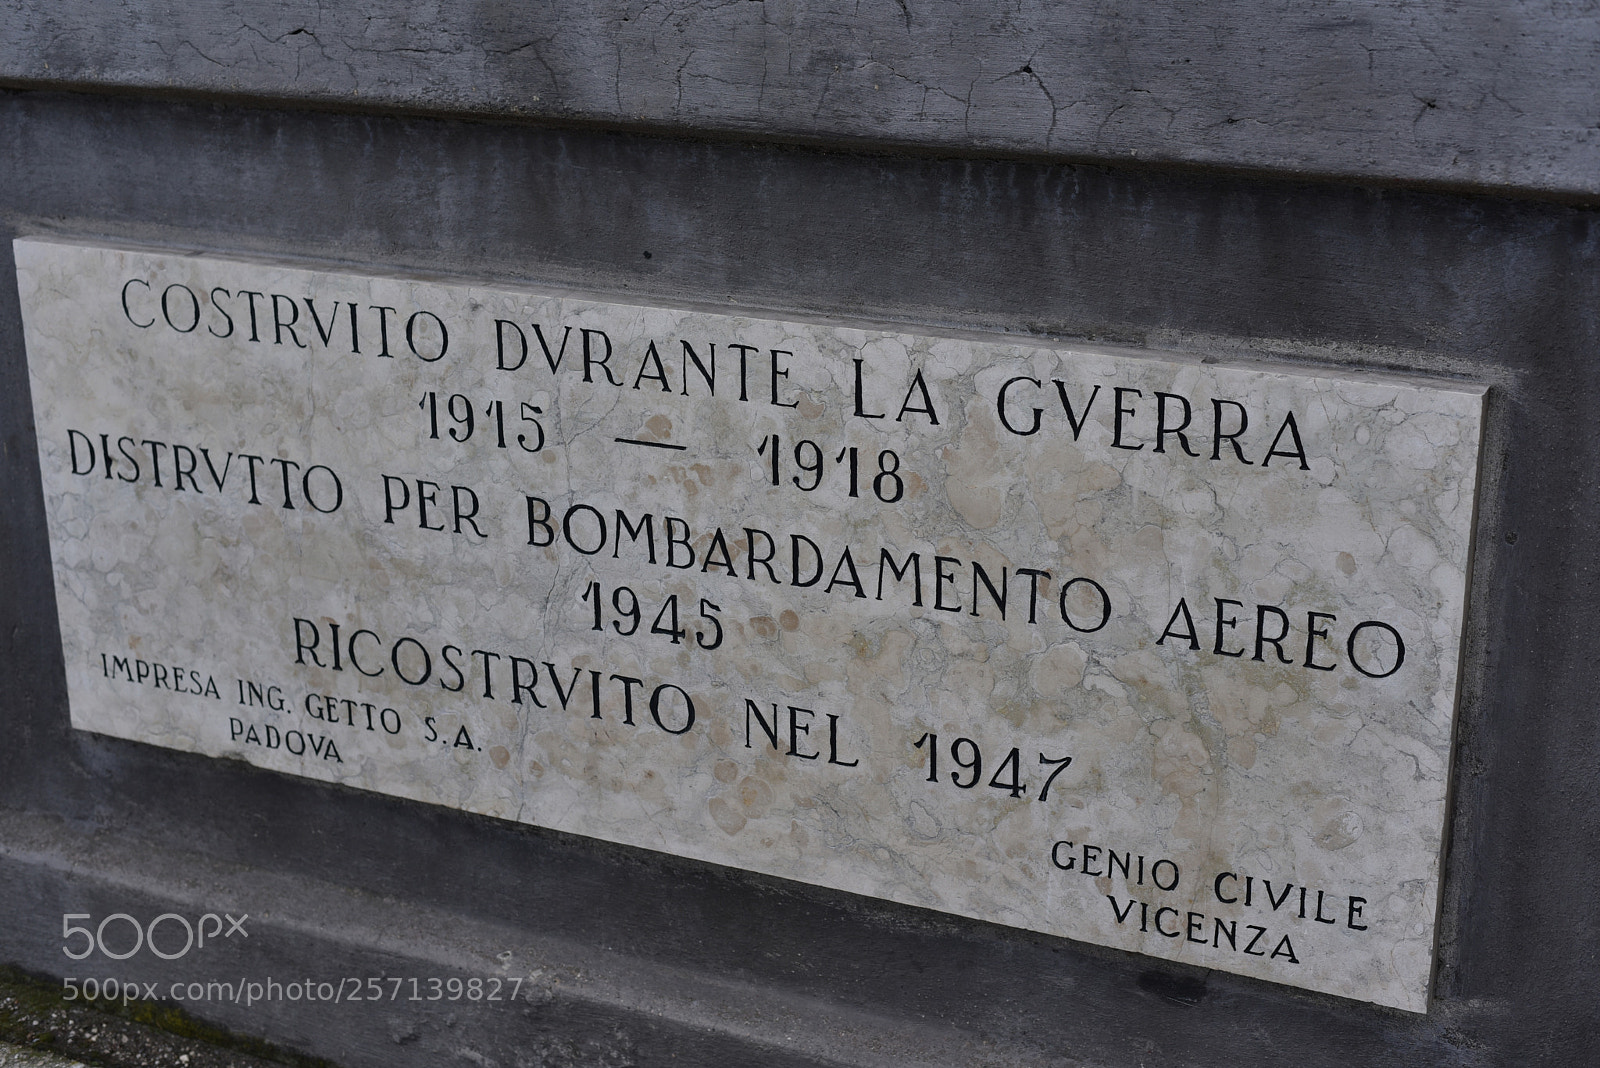 COSTRVITO DVRANTE LA GVERRA
1915 — 1918
DISTRVTTO PER BOMBARDAMENTO AEREO
1945
RICOSTRVITO NEL 1947
IMPRESA ING. GETTO S.A.
PADOVA
GENIO CIVILE
VICENZA
500px
500px.com/photo/257139827